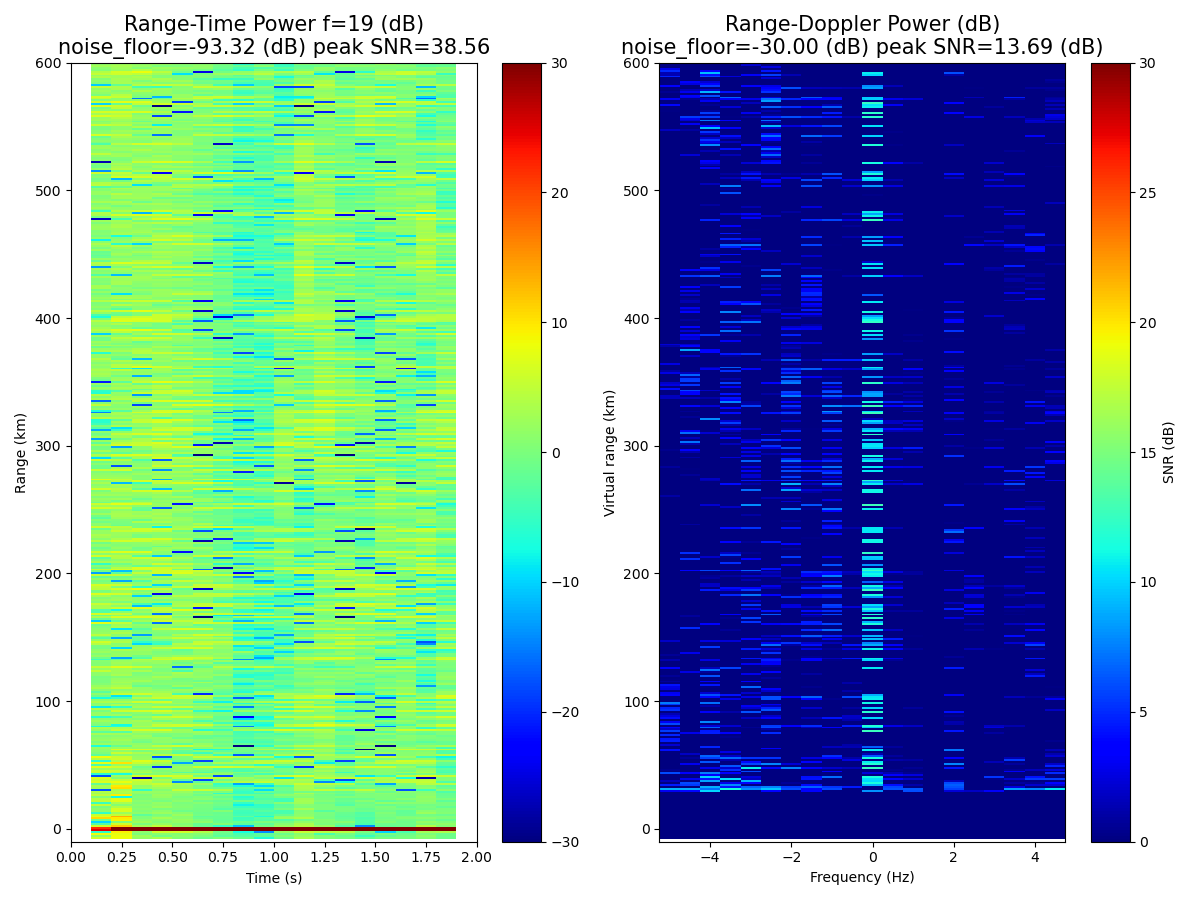 Range-Time Power f=19 (dB)
noise_floor=-93.32 (dB) peak SNR=38.56
Range-Doppler Power (dB)
noise_floor=-30.00 (dB) peak SNR=13.69 (dB)
600
500
400
300
200
100
0
Range (km)
0.00 0.25 0.50 0.75 1.00 1.25 1.50 1.75 2.00
Time (s)
30
20
10
0
−10
−20
−30
600
500
400
300
200
100
0
Virtual range (km)
−4 −2 0 2 4
Frequency (Hz)
30
25
20
15
10
5
0
SNR (dB)